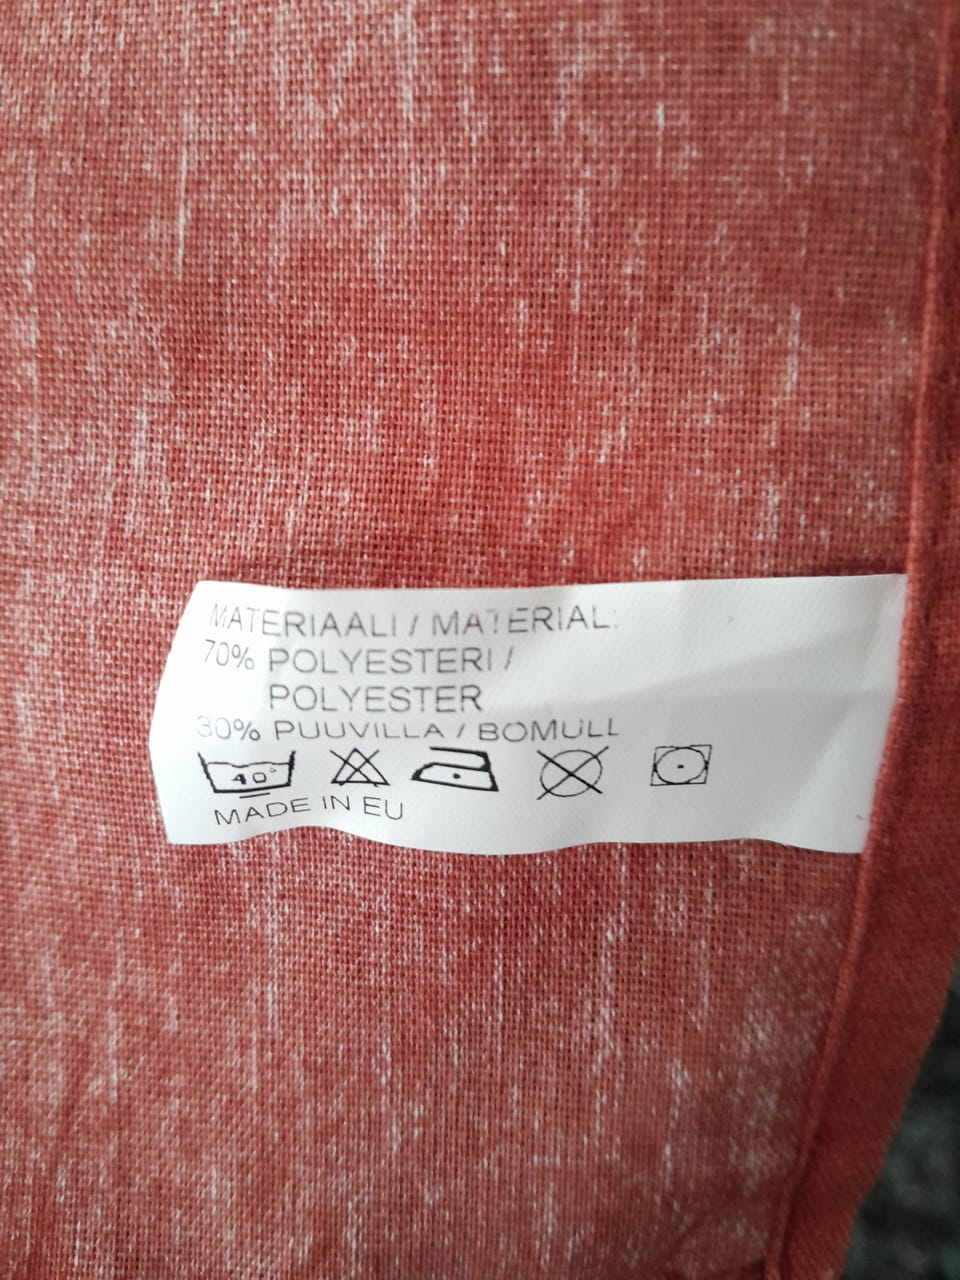 MATERIAALI / MATERIAL:
70% POLYESTERI /
POLYESTER
30% PUUVILLA / BOMULL
40°
MADE IN EU